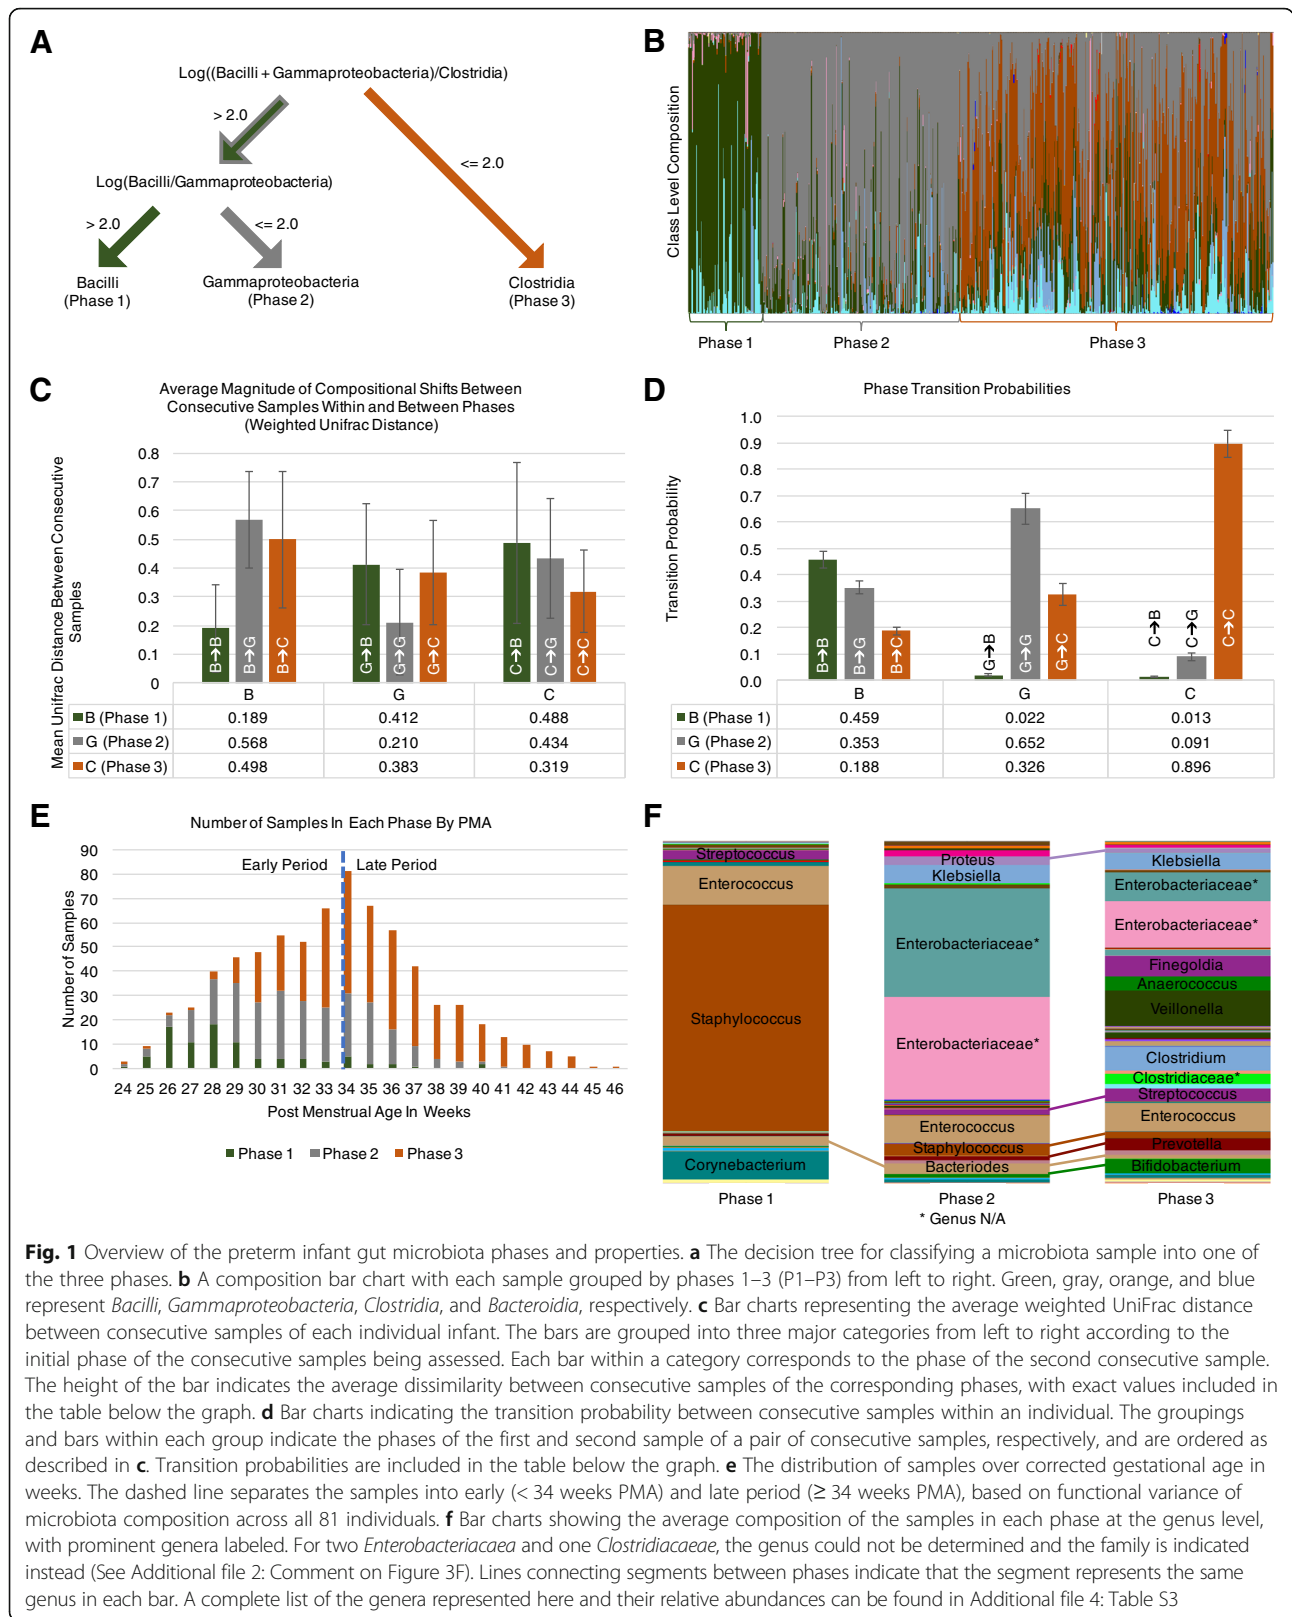 A
Log((Bacilli + Gammaproteobacteria)/Clostridia)
> 2.0
<= 2.0
Log(Bacilli/Gammaproteobacteria)
> 2.0
<= 2.0
Bacilli
(Phase 1)
Gammaproteobacteria
(Phase 2)
Clostridia
(Phase 3)
B
Class Level Composition
Phase 1
Phase 2
Phase 3
C
Average Magnitude of Compositional Shifts Between
Consecutive Samples Within and Between Phases
(Weighted Unifrac Distance)
Mean Unifrac Distance Between Consecutive
Samples
0.8
0.7
0.6
0.5
0.4
0.3
0.2
0.1
0
B→B
B→G
B→C
G→B
G→G
G→C
C→B
C→G
C→C
B G C
B (Phase 1) 0.189 0.412 0.488
G (Phase 2) 0.568 0.210 0.434
C (Phase 3) 0.498 0.383 0.319
D
Phase Transition Probabilities
Transition Probability
1.0
0.9
0.8
0.7
0.6
0.5
0.4
0.3
0.2
0.1
0.0
B→B
B→G
B→C
G→B
G→G
G→C
C→B
C→G
C→C
B G C
B (Phase 1) 0.459 0.022 0.013
G (Phase 2) 0.353 0.652 0.091
C (Phase 3) 0.188 0.326 0.896
E
Number of Samples In Each Phase By PMA
Early Period
Late Period
Number of Samples
90
80
70
60
50
40
30
20
10
0
24 25 26 27 28 29 30 31 32 33 34 35 36 37 38 39 40 41 42 43 44 45 46
Post Menstrual Age In Weeks
Phase 1 Phase 2 Phase 3
F
Streptococcus
Enterococcus
Staphylococcus
Corynebacterium
Phase 1
Proteus
Klebsiella
Enterobacteriaceae*
Enterobacteriaceae*
Enterococcus
Staphylococcus
Bacteriodes
Phase 2
* Genus N/A
Klebsiella
Enterobacteriaceae*
Enterobacteriaceae*
Finegoldia
Anaerococcus
Veillonella
Clostridium
Clostridiaceae*
Streptococcus
Enterococcus
Prevotella
Bifidobacterium
Phase 3
Fig. 1 Overview of the preterm infant gut microbiota phases and properties. a The decision tree for classifying a microbiota sample into one of
the three phases. b A composition bar chart with each sample grouped by phases 1–3 (P1–P3) from left to right. Green, gray, orange, and blue
represent Bacilli, Gammaproteobacteria, Clostridia, and Bacteroidia, respectively. c Bar charts representing the average weighted UniFrac distance
between consecutive samples of each individual infant. The bars are grouped into three major categories from left to right according to the
initial phase of the consecutive samples being assessed. Each bar within a category corresponds to the phase of the second consecutive sample.
The height of the bar indicates the average dissimilarity between consecutive samples of the corresponding phases, with exact values included in
the table below the graph. d Bar charts indicating the transition probability between consecutive samples within an individual. The groupings
and bars within each group indicate the phases of the first and second sample of a pair of consecutive samples, respectively, and are ordered as
described in c. Transition probabilities are included in the table below the graph. e The distribution of samples over corrected gestational age in
weeks. The dashed line separates the samples into early (< 34 weeks PMA) and late period (≥ 34 weeks PMA), based on functional variance of
microbiota composition across all 81 individuals. f Bar charts showing the average composition of the samples in each phase at the genus level,
with prominent genera labeled. For two Enterobacteriacaea and one Clostridiacaeae, the genus could not be determined and the family is indicated
instead (See Additional file 2: Comment on Figure 3F). Lines connecting segments between phases indicate that the segment represents the same
genus in each bar. A complete list of the genera represented here and their relative abundances can be found in Additional file 4: Table S3